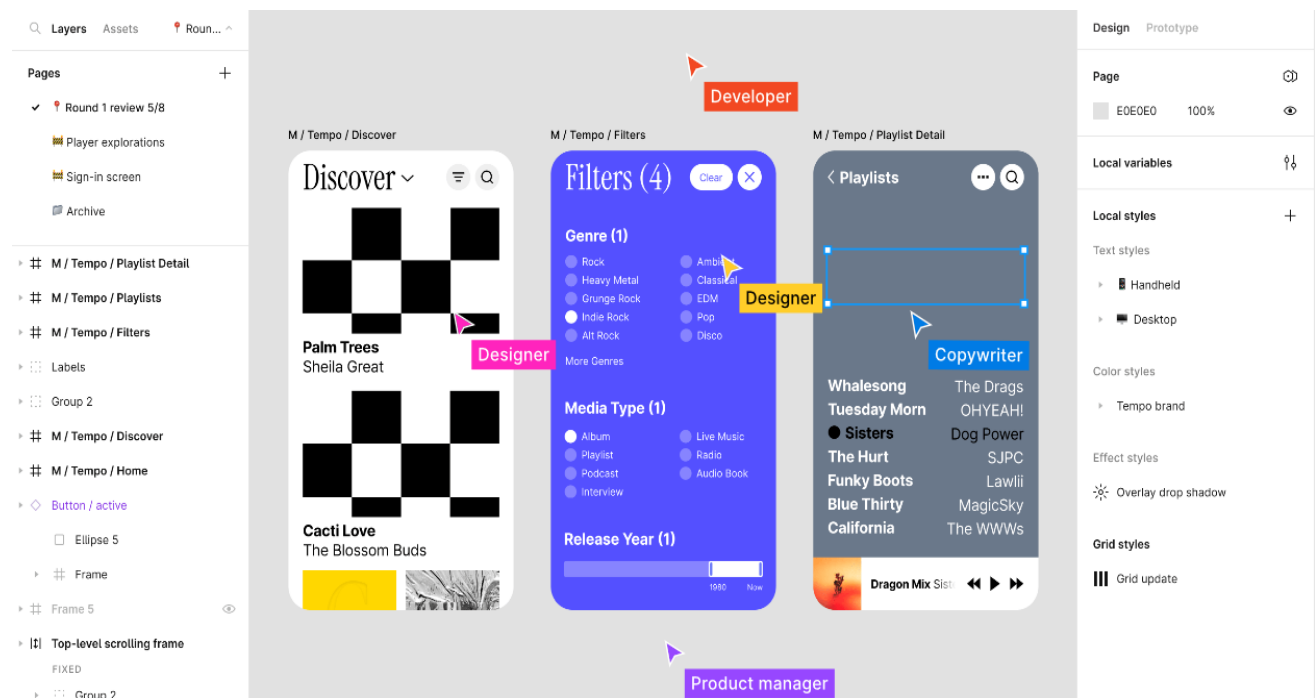 Layers Assets Roun...
Pages
Round 1 review 5/8
Player explorations
Sign-in screen
Archive
M / Tempo / Playlist Detail
M / Tempo / Playlists
M / Tempo / Filters
Labels
Group 2
M / Tempo / Discover
M / Tempo / Home
Button / active
Ellipse 5
Frame
Frame 5
Top-level scrolling frame
FIXED
Group 2
Developer
M / Tempo / Discover
Discover
Palm Trees
Sheila Great
Designer
Cacti Love
The Blossom Buds
M / Tempo / Filters
Filters (4) Clear
Genre (1)
Rock Ambient
Heavy Metal Classical
Grunge Rock EDM
Indie Rock Pop
Alt Rock Disco
More Genres
Designer
Media Type (1)
Album Live Music
Playlist Radio
Podcast Audio Book
Interview
Release Year (1)
1980 Now
Product manager
M / Tempo / Playlist Detail
Playlists
Copywriter
Whalesong The Drags
Tuesday Morn OHYEAH!
Sisters Dog Power
The Hurt SJPC
Funky Boots Lawlii
Blue Thirty MagicSky
California The WWWs
Dragon Mix Siste
Design Prototype
Page
E0E0E0 100%
Local variables
Local styles
Text styles
Handheld
Desktop
Color styles
Tempo brand
Effect styles
Overlay drop shadow
Grid styles
Grid update